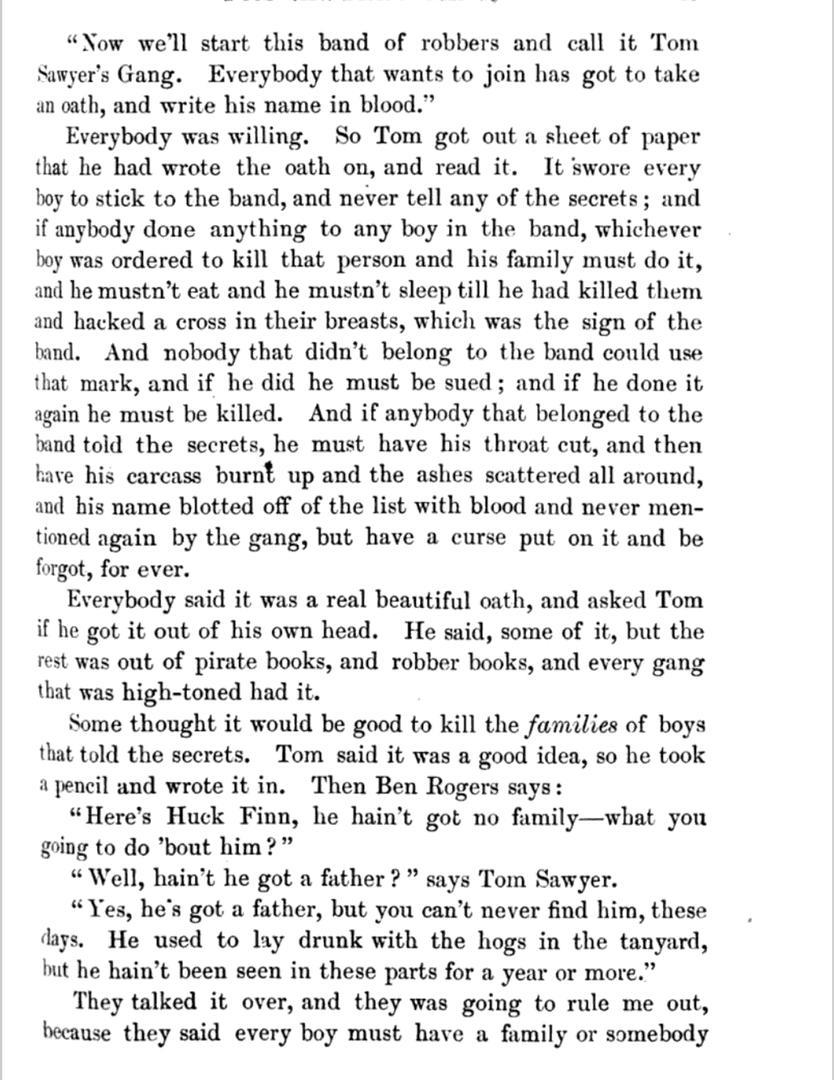 “Now we’ll start this band of robbers and call it Tom
Sawyer’s Gang. Everybody that wants to join has got to take
an oath, and write his name in blood.”
Everybody was willing. So Tom got out a sheet of paper
that he had wrote the oath on, and read it. It swore every
boy to stick to the band, and never tell any of the secrets; and
if anybody done anything to any boy in the band, whichever
boy was ordered to kill that person and his family must do it,
and he mustn’t eat and he mustn’t sleep till he had killed them
and hacked a cross in their breasts, which was the sign of the
band. And nobody that didn’t belong to the band could use
that mark, and if he did he must be sued; and if he done it
again he must be killed. And if anybody that belonged to the
band told the secrets, he must have his throat cut, and then
have his carcass burnt up and the ashes scattered all around,
and his name blotted off of the list with blood and never men-
tioned again by the gang, but have a curse put on it and be
forgot, for ever.
Everybody said it was a real beautiful oath, and asked Tom
if he got it out of his own head. He said, some of it, but the
rest was out of pirate books, and robber books, and every gang
that was high-toned had it.
Some thought it would be good to kill the families of boys
that told the secrets. Tom said it was a good idea, so he took
a pencil and wrote it in. Then Ben Rogers says:
“Here’s Huck Finn, he hain’t got no family—what you
going to do ’bout him?”
“Well, hain’t he got a father?” says Tom Sawyer.
“Yes, he’s got a father, but you can’t never find him, these
days. He used to lay drunk with the hogs in the tanyard,
but he hain’t been seen in these parts for a year or more.”
They talked it over, and they was going to rule me out,
because they said every boy must have a family or somebody